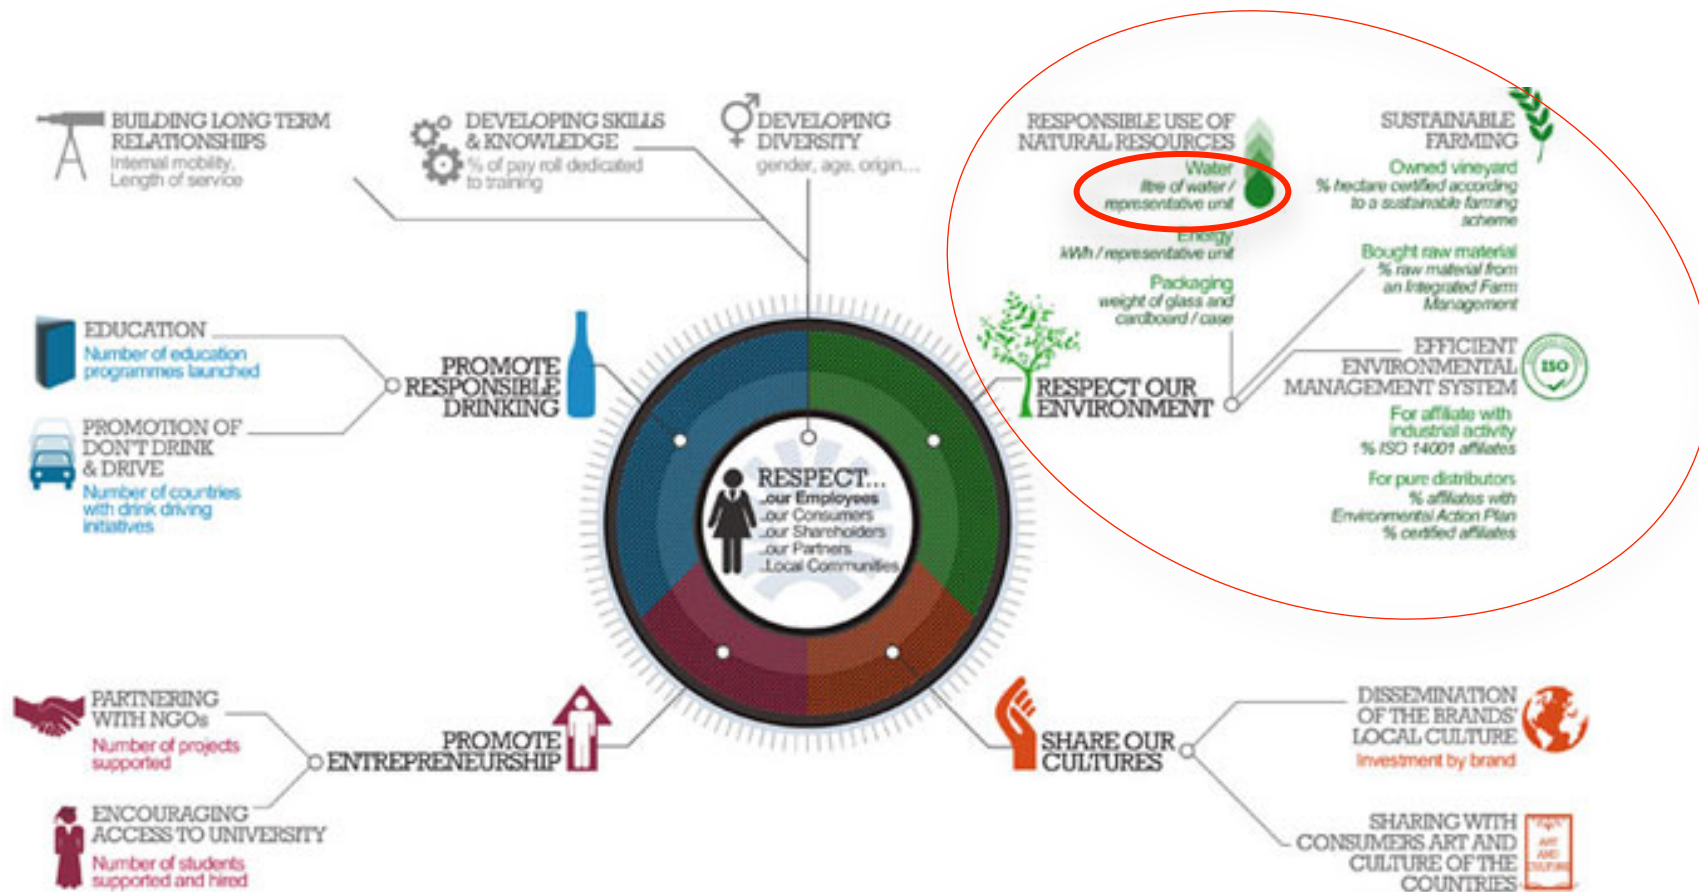 BUILDING LONG TERM
RELATIONSHIPS
Internal mobility,
Length of service
DEVELOPING SKILLS
& KNOWLEDGE
% of pay roll dedicated
to training
DEVELOPING
DIVERSITY
gender, age, origin...
RESPONSIBLE USE OF
NATURAL RESOURCES
Water
litre of water /
representative unit
Energy
kWh / representative unit
Packaging
weight of glass and
cardboard / case
SUSTAINABLE
FARMING
Owned vineyard
% hectare certified according
to a sustainable farming
scheme
Bought raw material
% raw material from
an Integrated Farm
Management
EFFICIENT
ENVIRONMENTAL
MANAGEMENT SYSTEM
ISO
For affiliate with
industrial activity
% ISO 14001 affiliates
For pure distributors
% affiliates with
Environmental Action Plan
% certified affiliates
EDUCATION
Number of education
programmes launched
PROMOTION OF
DON'T DRINK
& DRIVE
Number of countries
with drink driving
initiatives
PROMOTE
RESPONSIBLE
DRINKING
RESPECT OUR
ENVIRONMENT
RESPECT...
...our Employees
...our Consumers
...our Shareholders
...our Partners
...Local Communities
PARTNERING
WITH NGOs
Number of projects
supported
ENCOURAGING
ACCESS TO UNIVERSITY
Number of students
supported and hired
PROMOTE
ENTREPRENEURSHIP
SHARE OUR
CULTURES
DISSEMINATION
OF THE BRANDS'
LOCAL CULTURE
Investment by brand
SHARING WITH
CONSUMERS ART AND
CULTURE OF THE
COUNTRIES
ART
AND
CULTURE